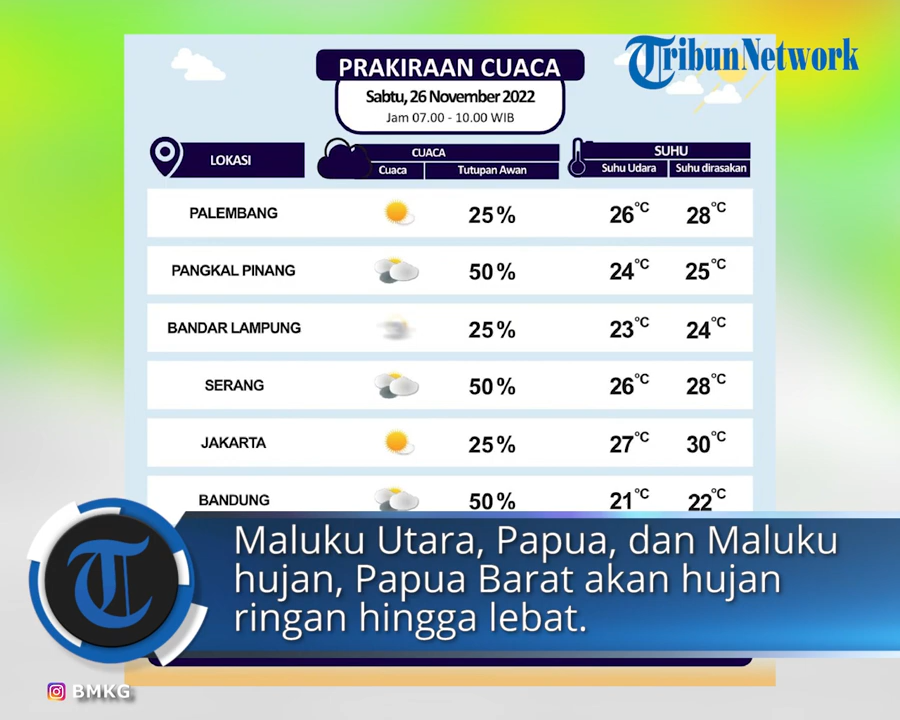 TribunNetwork
PRAKIRAAN CUACA
Sabtu, 26 November 2022
Jam 07.00 - 10.00 WIB
LOKASI
CUACA
SUHU
Cuaca Tutupan Awan Suhu Udara Suhu dirasakan
PALEMBANG 25% 26°C 28°C
PANGKAL PINANG 50% 24°C 25°C
BANDAR LAMPUNG 25% 23°C 24°C
SERANG 50% 26°C 28°C
JAKARTA 25% 27°C 30°C
BANDUNG 50% 21°C 22°C
T
Maluku Utara, Papua, dan Maluku
hujan, Papua Barat akan hujan
ringan hingga lebat.
BMKG